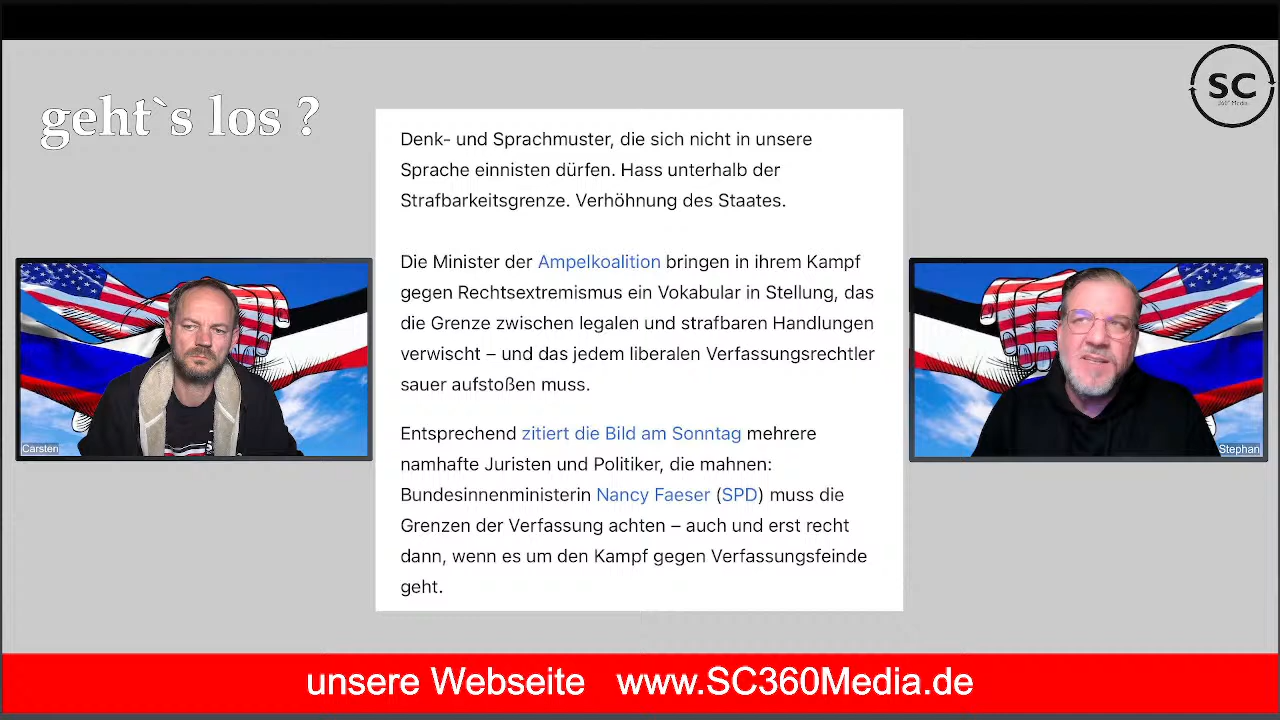 geht`s los ?
SC
360° Media
Denk- und Sprachmuster, die sich nicht in unsere
Sprache einnisten dürfen. Hass unterhalb der
Strafbarkeitsgrenze. Verhöhnung des Staates.
Die Minister der Ampelkoalition bringen in ihrem Kampf
gegen Rechtsextremismus ein Vokabular in Stellung, das
die Grenze zwischen legalen und strafbaren Handlungen
verwischt – und das jedem liberalen Verfassungsrechtler
sauer aufstoßen muss.
Entsprechend zitiert die Bild am Sonntag mehrere
namhafte Juristen und Politiker, die mahnen:
Bundesinnenministerin Nancy Faeser (SPD) muss die
Grenzen der Verfassung achten – auch und erst recht
dann, wenn es um den Kampf gegen Verfassungsfeinde
geht.
Carsten
Stephan
unsere Webseite www.SC360Media.de